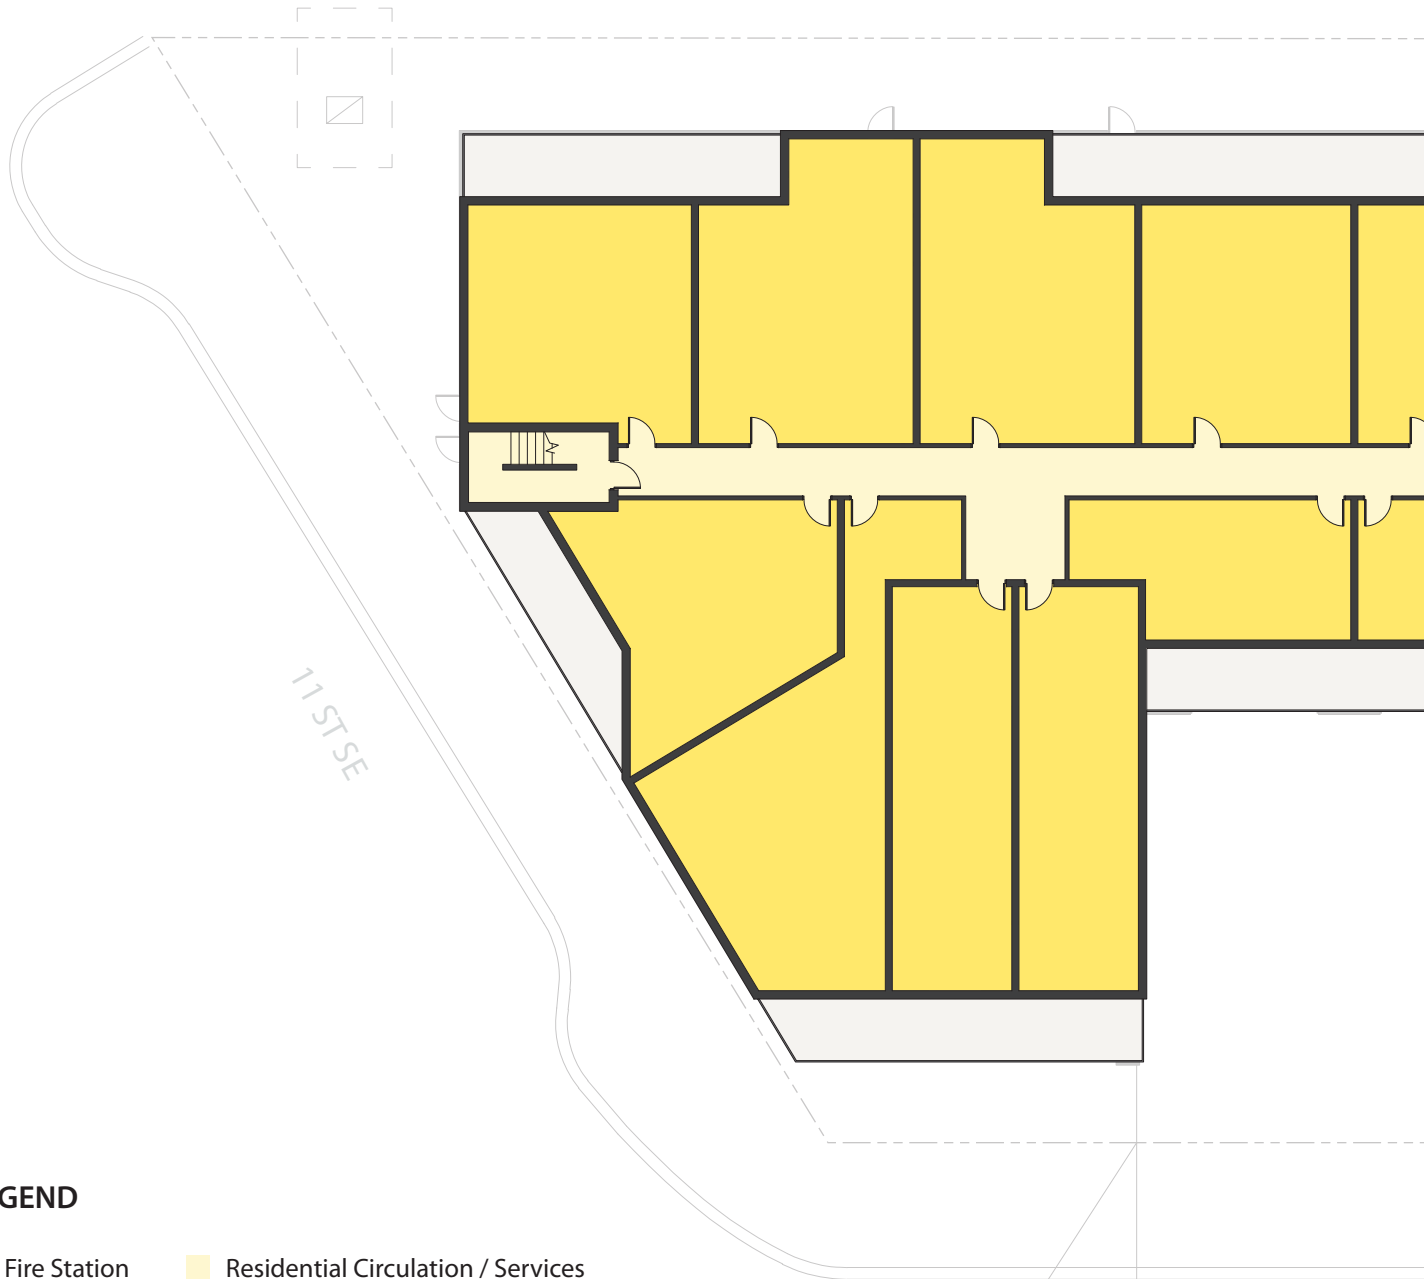 11 ST SE
GEND
Fire Station
Residential Circulation / Services